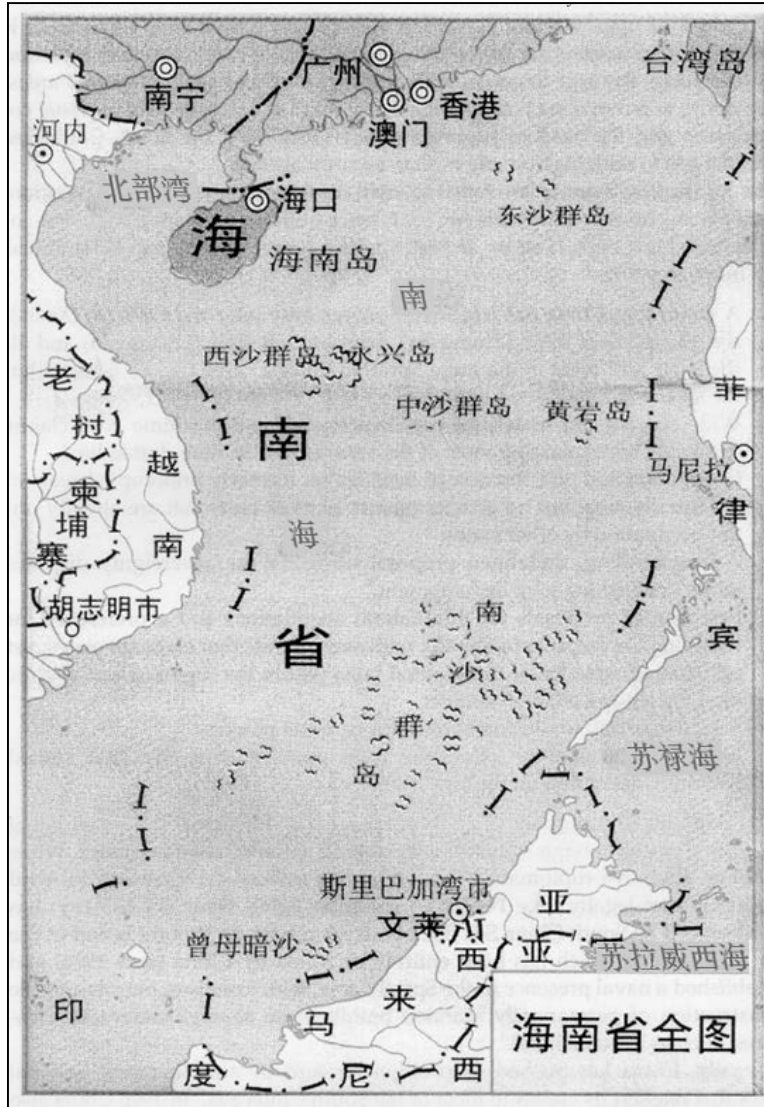 广州
台湾岛
南宁
香港
澳门
河内
北部湾
海口
东沙群岛
海
海南岛
南
西沙群岛
永兴岛
老
挝
菲
中沙群岛
黄岩岛
南
越
马尼拉
柬
律
埔
海
南
寨
胡志明市
南
宾
省
沙
群
岛
苏禄海
斯里巴加湾市
文莱
亚
曾母暗沙
西
亚
苏拉威西海
来
印
马
海南省全图
度
尼
西